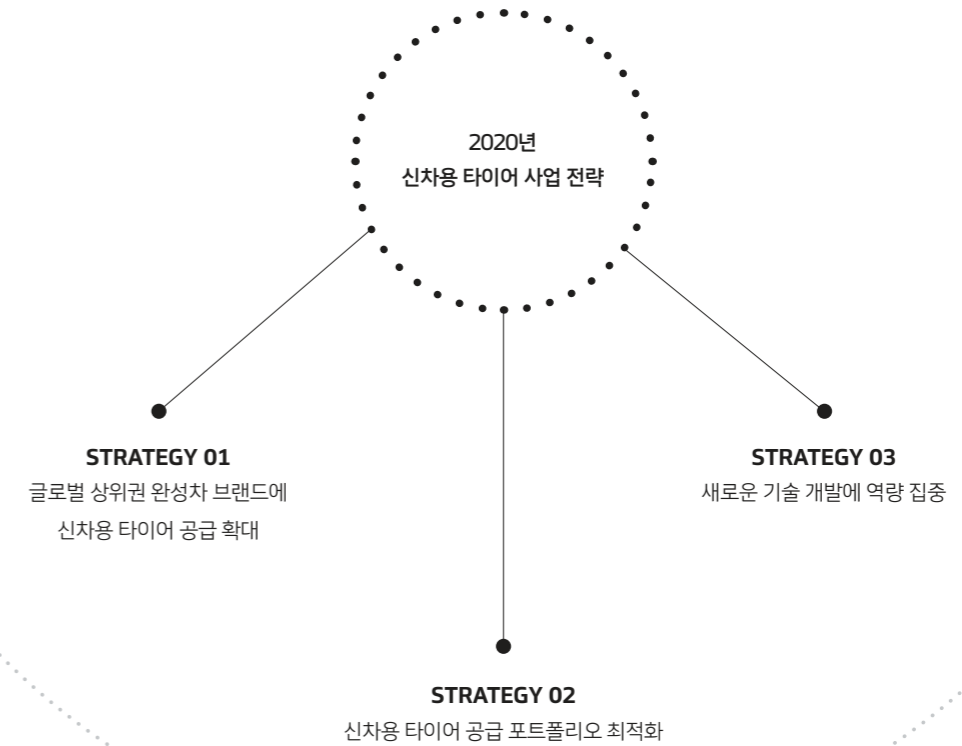 2020년
신차용 타이어 사업 전략
STRATEGY 01
글로벌 상위권 완성차 브랜드에
신차용 타이어 공급 확대
STRATEGY 02
신차용 타이어 공급 포트폴리오 최적화
STRATEGY 03
새로운 기술 개발에 역량 집중